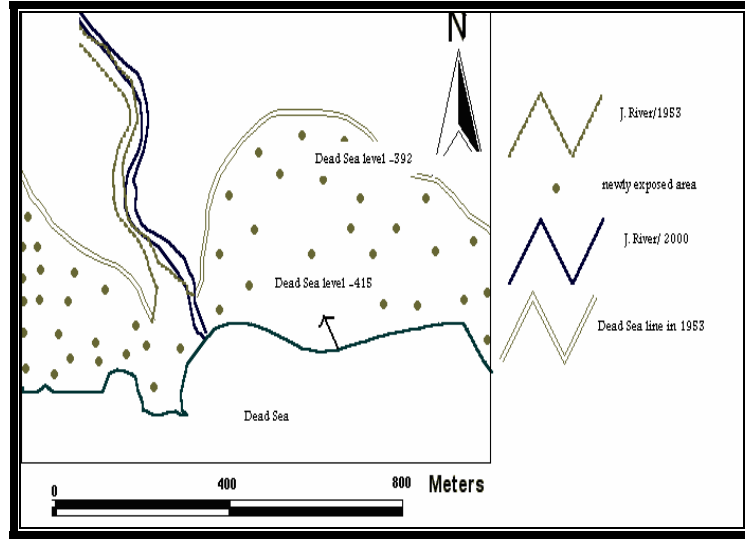 N
J. River/1953
Dead Sea level -392
newly exposed area
J. River/ 2000
Dead Sea level -415
Dead Sea line in 1953
Dead Sea
0 400 800 Meters